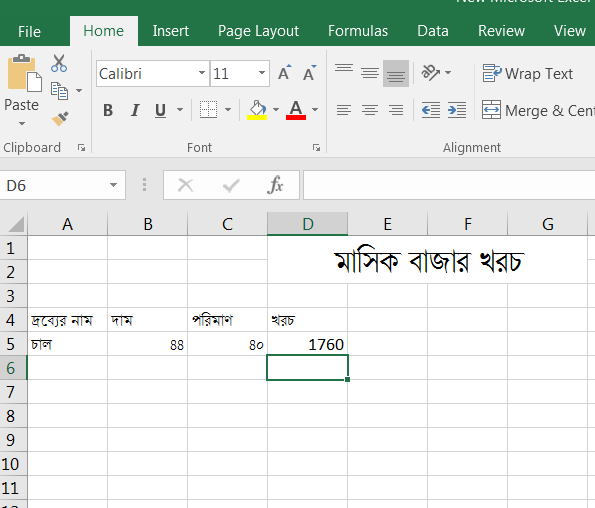 New Microsoft Excel
File Home Insert Page Layout Formulas Data Review View
Calibri 11 Wrap Text
Paste B I U A Merge & Cent
Clipboard Font Alignment
D6 fx
A B C D E F G
1 মাসিক বাজার খরচ
2
3
4 দ্রব্যের নাম দাম পরিমাণ খরচ
5 চাল ৪৪ ৪০ 1760
6
7
8
9
10
11